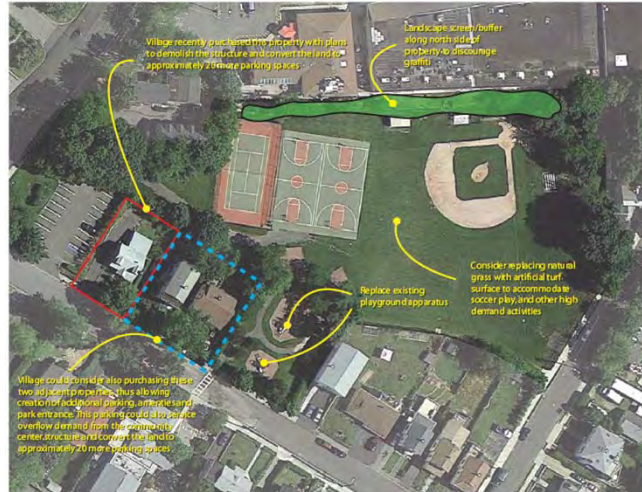 Village recently purchased this property with plans
to demolish the structure and convert the land to
approximately 20 more parking spaces
Landscape screen/buffer
along north side of
property to discourage
graffiti
Consider replacing natural
grass with artificial turf
surface to accommodate
soccer play, and other high
demand activities
Replace existing
playground apparatus
Village could consider also purchasing these
two adjacent properties, thus allowing
creation of additional parking, amenties and
park entrance. This parking could also service
overflow demand from the community
center.structure and convert the land to
approximately 20 more parking spaces